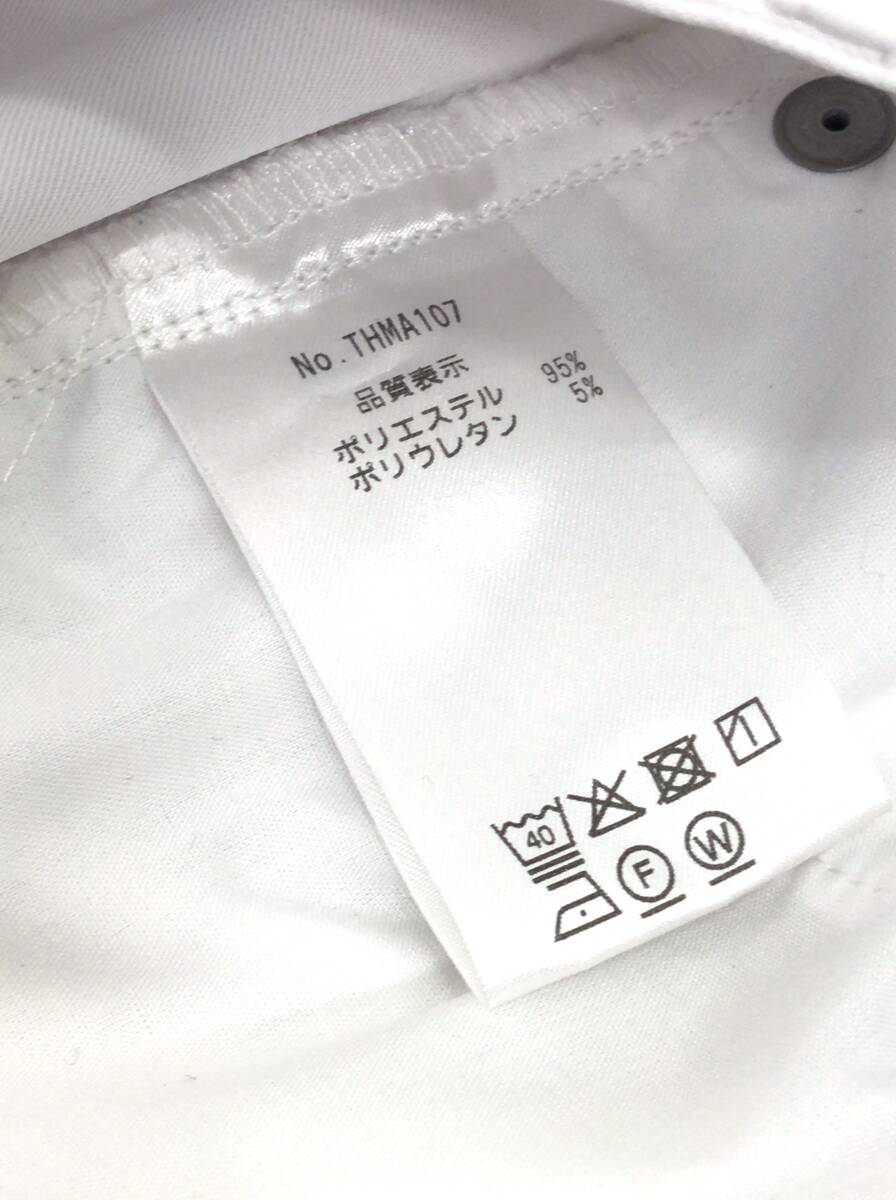 No.THMA107
品質表示
ポリエステル 95%
ポリウレタン 5%
40
F W